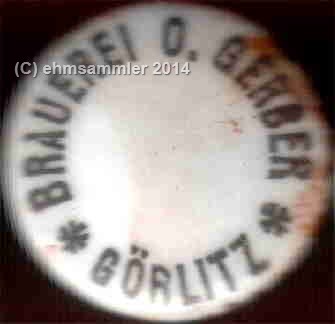 BRAUEREI O. GERBER
* GÖRLITZ *
(C) ehmsammler 2014